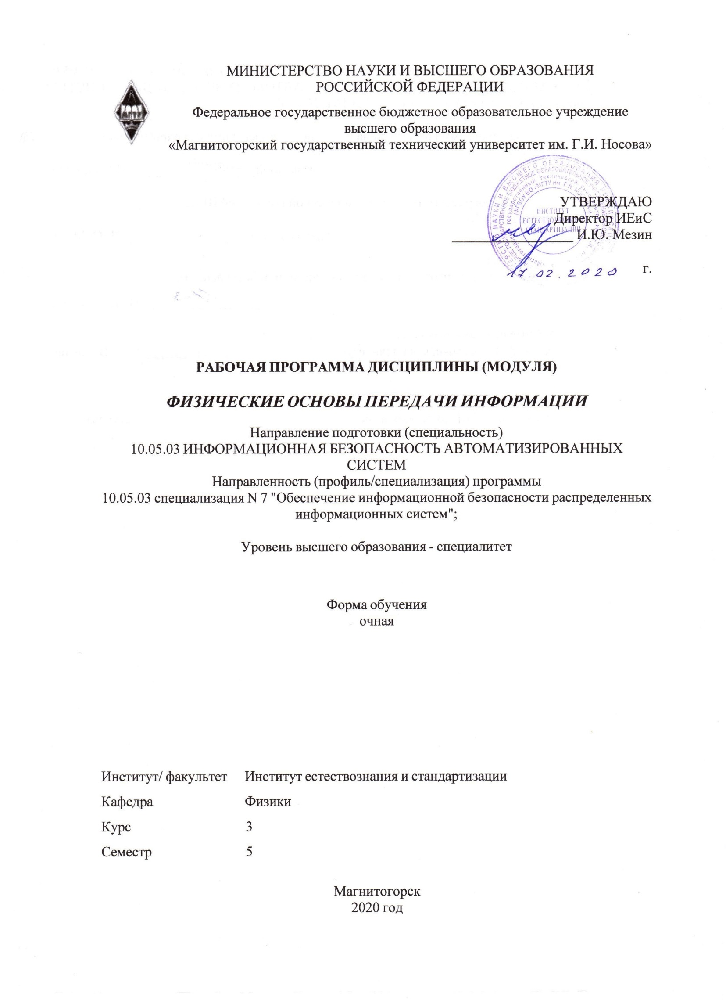 МИНИСТЕРСТВО НАУКИ И ВЫСШЕГО ОБРАЗОВАНИЯ
РОССИЙСКОЙ ФЕДЕРАЦИИ
МГТУ
Федеральное государственное бюджетное образовательное учреждение
высшего образования
«Магнитогорский государственный технический университет им. Г.И. Носова»
УТВЕРЖДАЮ
Директор ИЕиС
И.Ю. Мезин
17.02.2020 г.
ИНСТИТУТ
ЕСТЕСТВОЗНАНИЯ И
СТАНДАРТИЗАЦИИ
РАБОЧАЯ ПРОГРАММА ДИСЦИПЛИНЫ (МОДУЛЯ)
ФИЗИЧЕСКИЕ ОСНОВЫ ПЕРЕДАЧИ ИНФОРМАЦИИ
Направление подготовки (специальность)
10.05.03 ИНФОРМАЦИОННАЯ БЕЗОПАСНОСТЬ АВТОМАТИЗИРОВАННЫХ
СИСТЕМ
Направленность (профиль/специализация) программы
10.05.03 специализация N 7 "Обеспечение информационной безопасности распределенных
информационных систем";
Уровень высшего образования - специалитет
Форма обучения
очная
Институт/ факультет Институт естествознания и стандартизации
Кафедра Физики
Курс 3
Семестр 5
Магнитогорск
2020 год